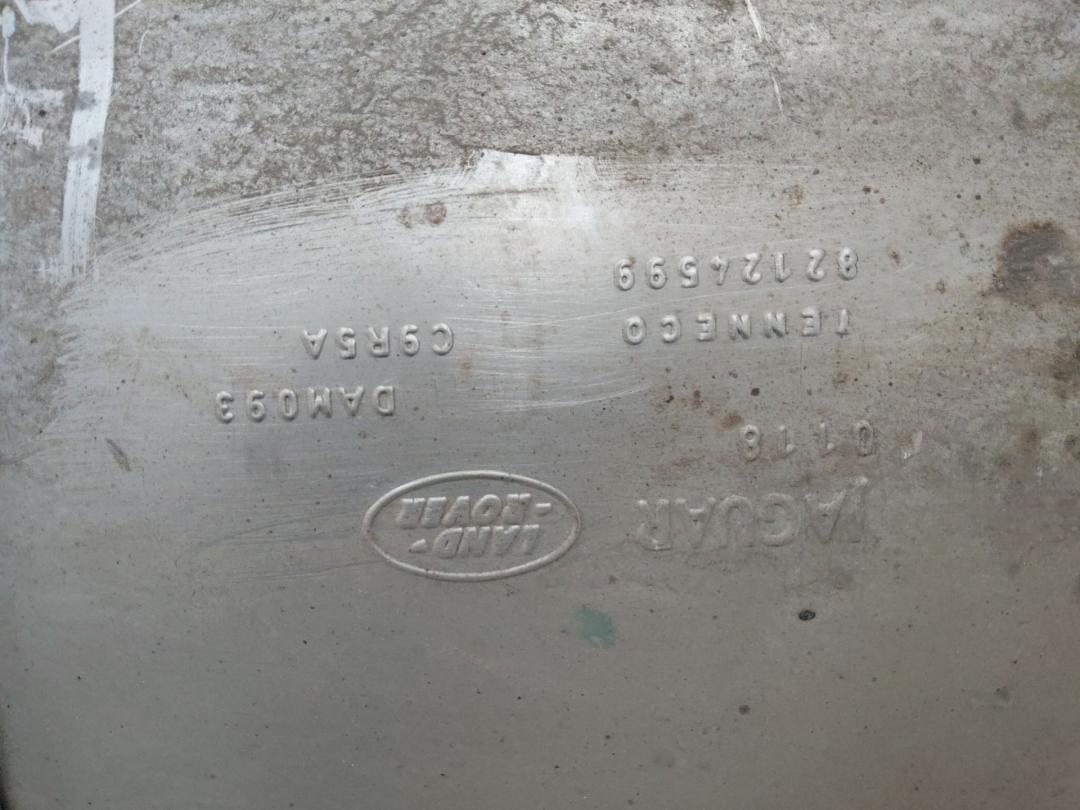 JAGUAR
LAND-
-ROVER
0118
DAM093
TENNECO C9R5A
82124599